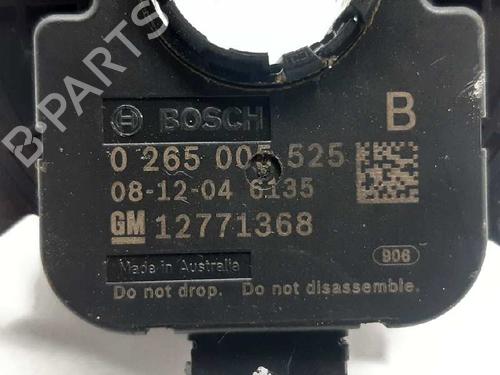 B-PARTS
BOSCH
B
0 265 005 525
08-12-04 6135
GM 12771368
Made in Australia
906
Do not drop. Do not disassemble.